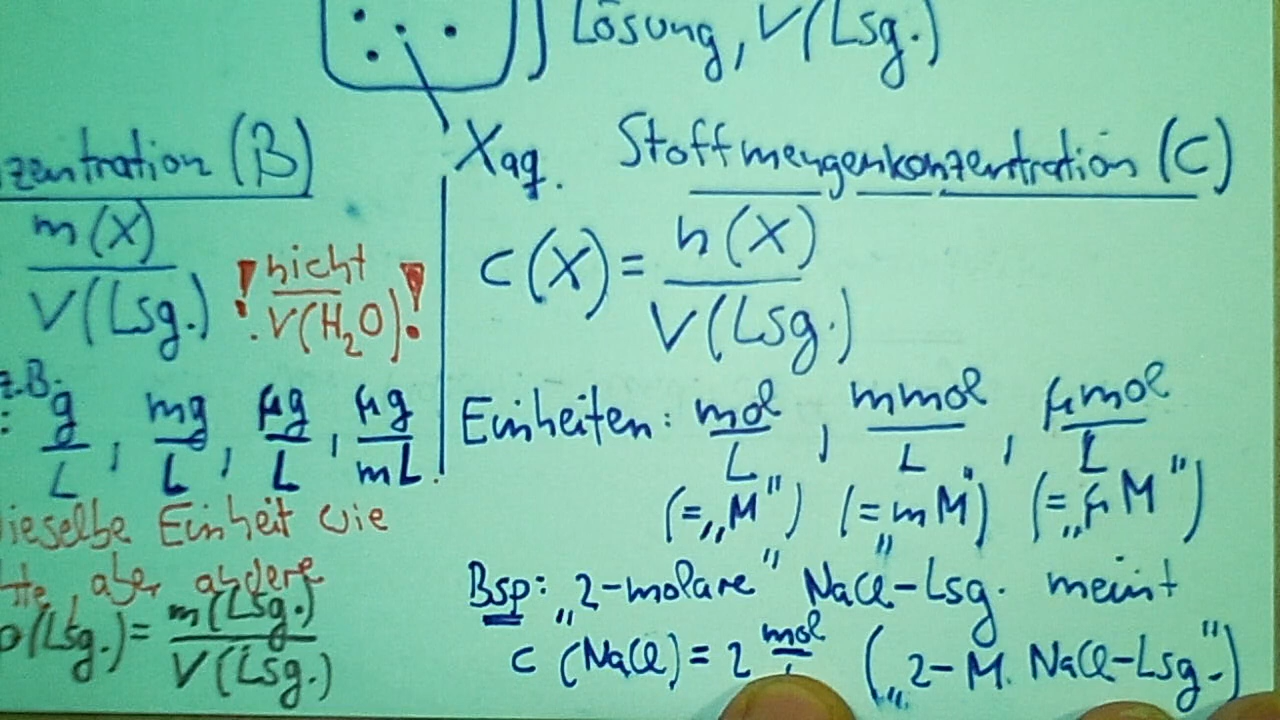 Lösung, V(Lsg.)
Xaq.
zentration (β)
m(X)
V(Lsg.)
! nicht !
V(H₂O)
z.B.
: g/L, mg/L, µg/L, µg/mL.
ieselbe Einheit wie
te, aber andere
ρ(Lsg.) = m(Lsg.)/V(Lsg.)
Stoffmengenkonzentration (C)
c(X) = n(X)/V(Lsg.)
Einheiten: mol/L, mmol/L, µmol/L
(= „M“) (= „mM“) (= „µM“)
Bsp: „2-molare“ NaCl-Lsg. meint
c (NaCl) = 2 mol („2-M. NaCl-Lsg.“)